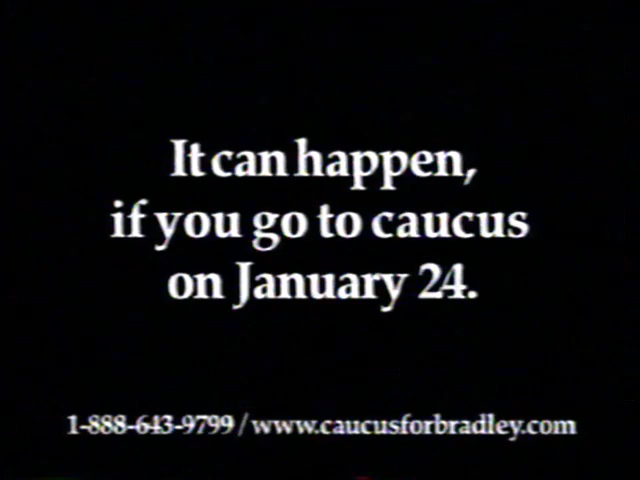 It can happen,
if you go to caucus
on January 24.
1-888-643-9799 / www.caucusforbradley.com